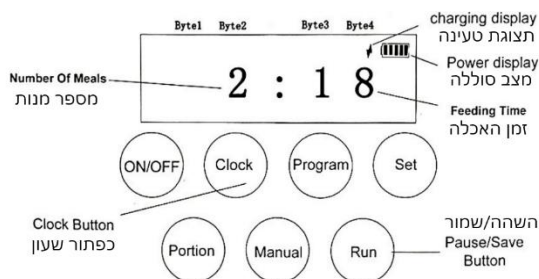 Byte1 Byte2 Byte3 Byte4
charging display
תצוגת טעינה
Power display
מצב סוללה
Number Of Meals
מספר מנות
2 : 18
Feeding Time
זמן האכלה
ON/OFF Clock Program Set
Clock Button
כפתור שעון
Portion Manual Run
השהה/שמור
Pause/Save
Button